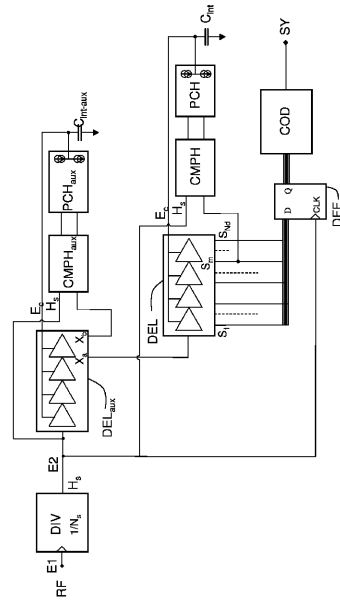 RF
E1
DIV
1/Ns
E2
Hs
DELaux
Xa
Xb
Ec
Hs
CMPHaux
PCHaux
Cint-aux
DEL
S1
Sm
SNd
Ec
Hs
CMPH
PCH
Cint
D
Q
CLK
DFF
COD
SY